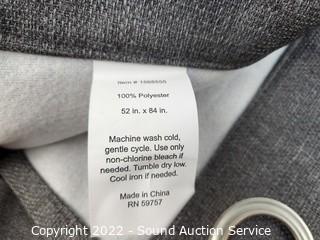 Item # 1568555
100% Polyester
52 in. x 84 in.
Machine wash cold,
gentle cycle. Use only
non-chlorine bleach if
needed. Tumble dry low.
Cool iron if needed.
Made in China
RN 59757
Copyright 2022 - Sound Auction Service